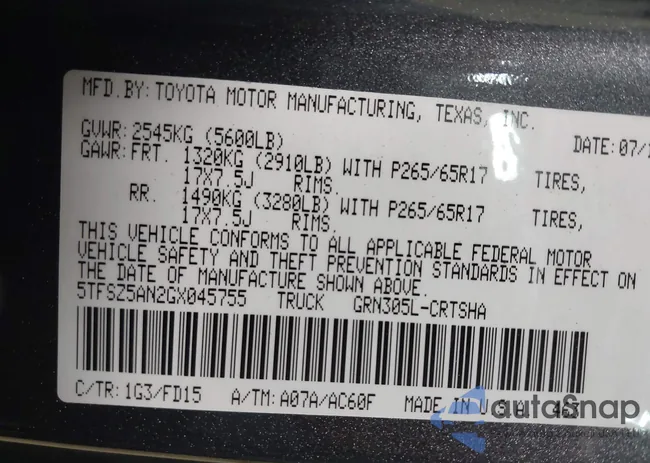 MFD.BY: TOYOTA MOTOR MANUFACTURING, TEXAS, INC.
GVWR: 2545KG (5600LB) DATE: 07/
GAWR: FRT. 1320KG (2910LB) WITH P265/65R17 TIRES,
17X7.5J RIMS.
RR. 1490KG (3280LB) WITH P265/65R17 TIRES,
17X7.5J RIMS.
THIS VEHICLE CONFORMS TO ALL APPLICABLE FEDERAL MOTOR
VEHICLE SAFETY AND THEFT PREVENTION STANDARDS IN EFFECT ON
THE DATE OF MANUFACTURE SHOWN ABOVE.
5TFSZ5AN2GX045755 TRUCK GRN305L-CRTSHA
C/TR: 1G3/FD15 A/TM: A07A/AC60F MADE IN U.S.A. 463
autoSnap